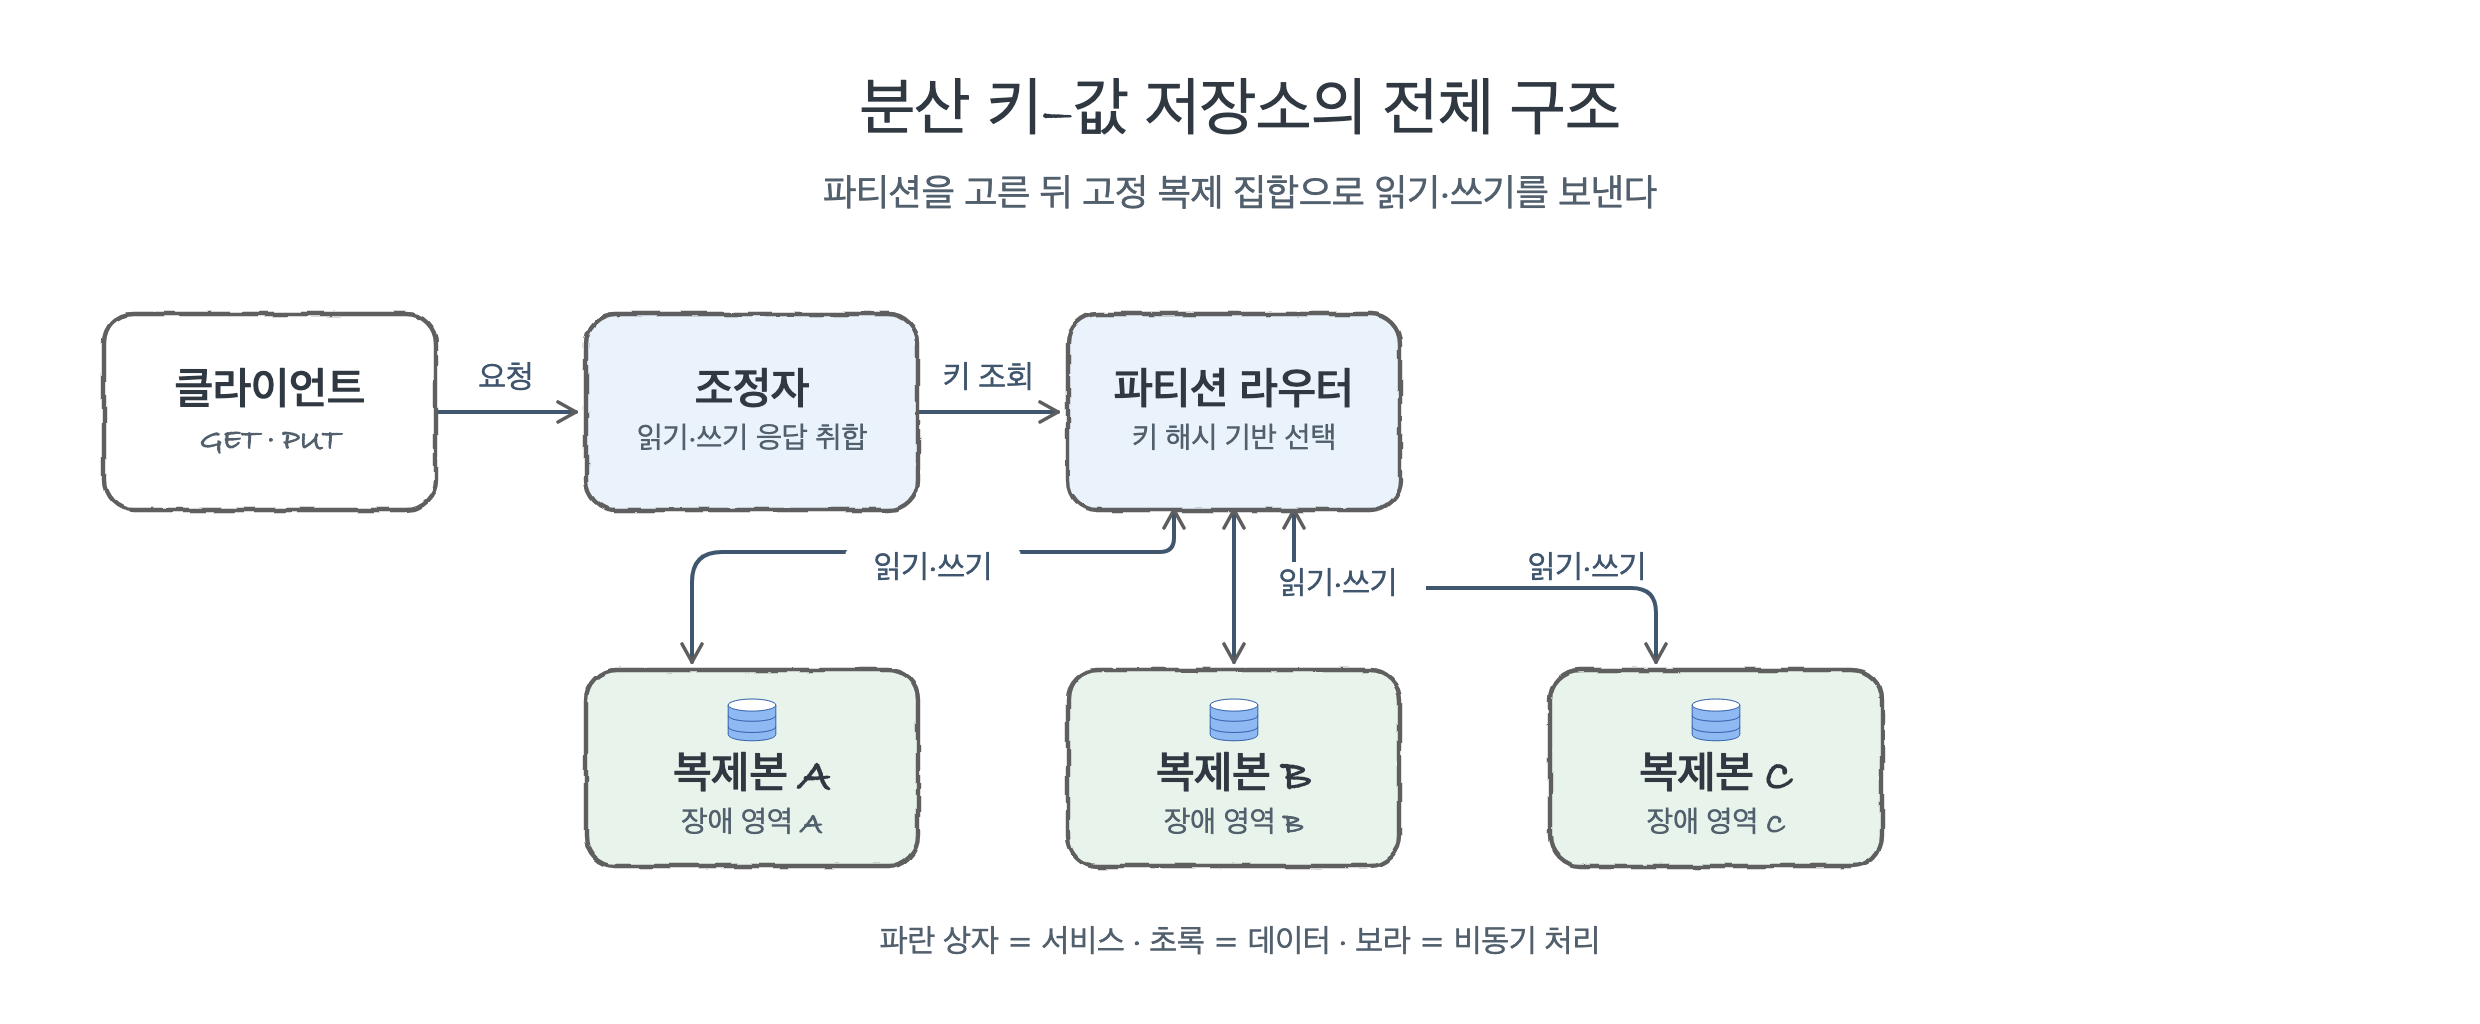 분산 키–값 저장소의 전체 구조
파티션을 고른 뒤 고정 복제 집합으로 읽기·쓰기를 보낸다
클라이언트
GET · PUT
요청
조정자
읽기·쓰기 응답 취합
키 조회
파티션 라우터
키 해시 기반 선택
읽기·쓰기
읽기·쓰기
읽기·쓰기
복제본 A
장애 영역 A
복제본 B
장애 영역 B
복제본 C
장애 영역 C
파란 상자 = 서비스 · 초록 = 데이터 · 보라 = 비동기 처리